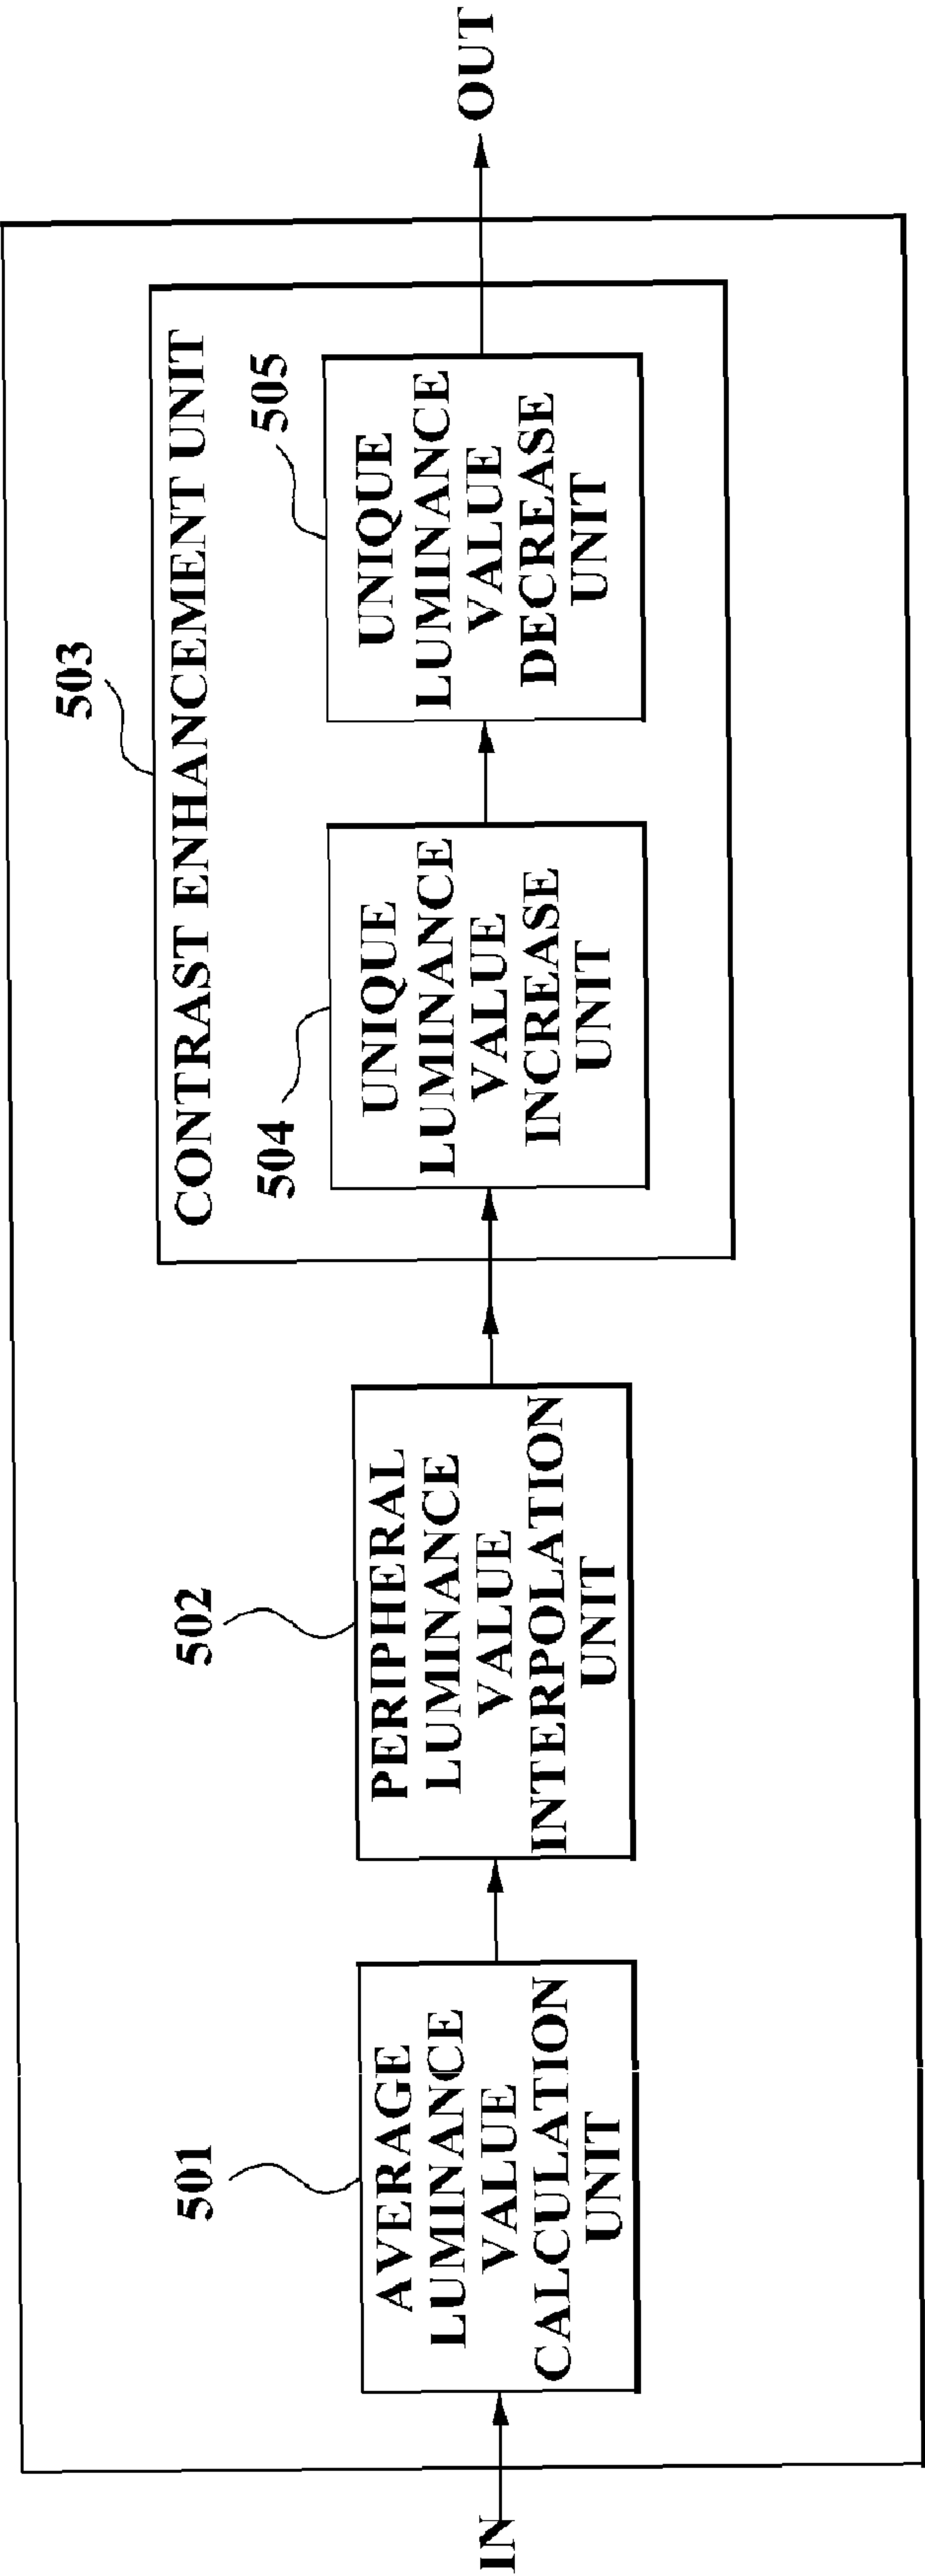 IN
501
AVERAGE
LUMINANCE
VALUE
CALCULATION
UNIT
502
PERIPHERAL
LUMINANCE
VALUE
INTERPOLATION
UNIT
503
CONTRAST ENHANCEMENT UNIT
504
UNIQUE
LUMINANCE
VALUE
INCREASE
UNIT
505
UNIQUE
LUMINANCE
VALUE
DECREASE
UNIT
OUT